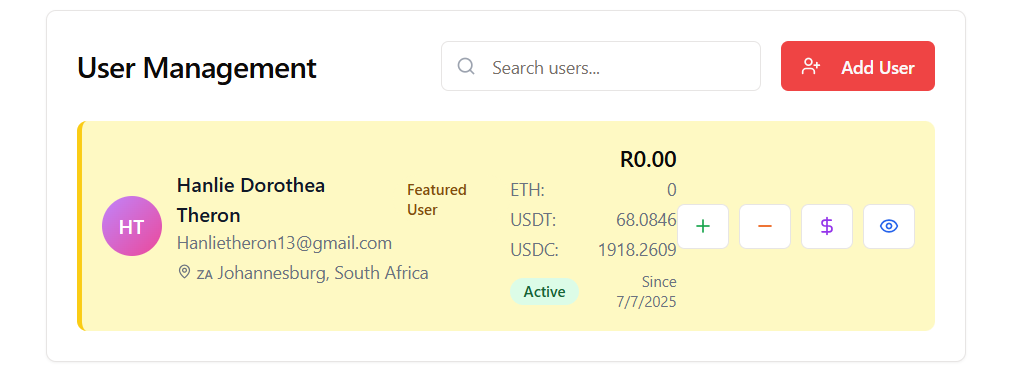 User Management
Search users...
Add User
HT
Hanlie Dorothea
Theron
Hanlietheron13@gmail.com
ZA Johannesburg, South Africa
Featured
User
R0.00
ETH: 0
USDT: 68.0846
USDC: 1918.2609
Active
Since
7/7/2025